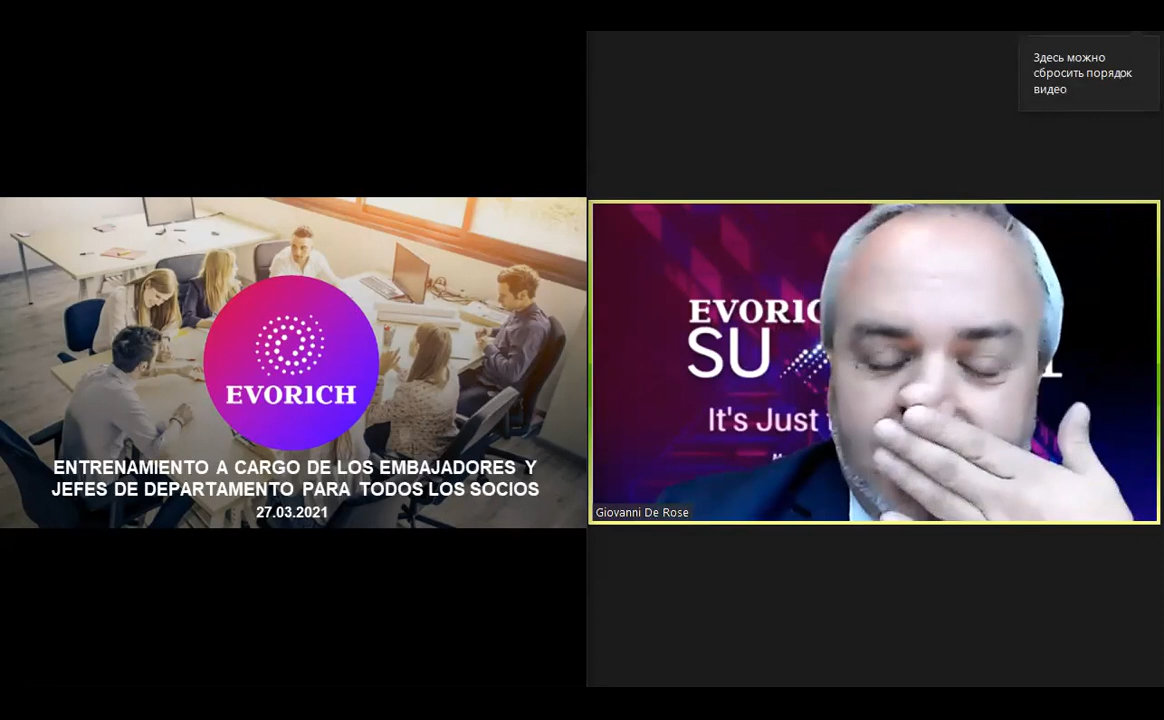 EVORICH
ENTRENAMIENTO A CARGO DE LOS EMBAJADORES Y
JEFES DE DEPARTAMENTO PARA TODOS LOS SOCIOS
27.03.2021
Здесь можно
сбросить порядок
видео
EVORIC
SU
It's Just
Giovanni De Rose